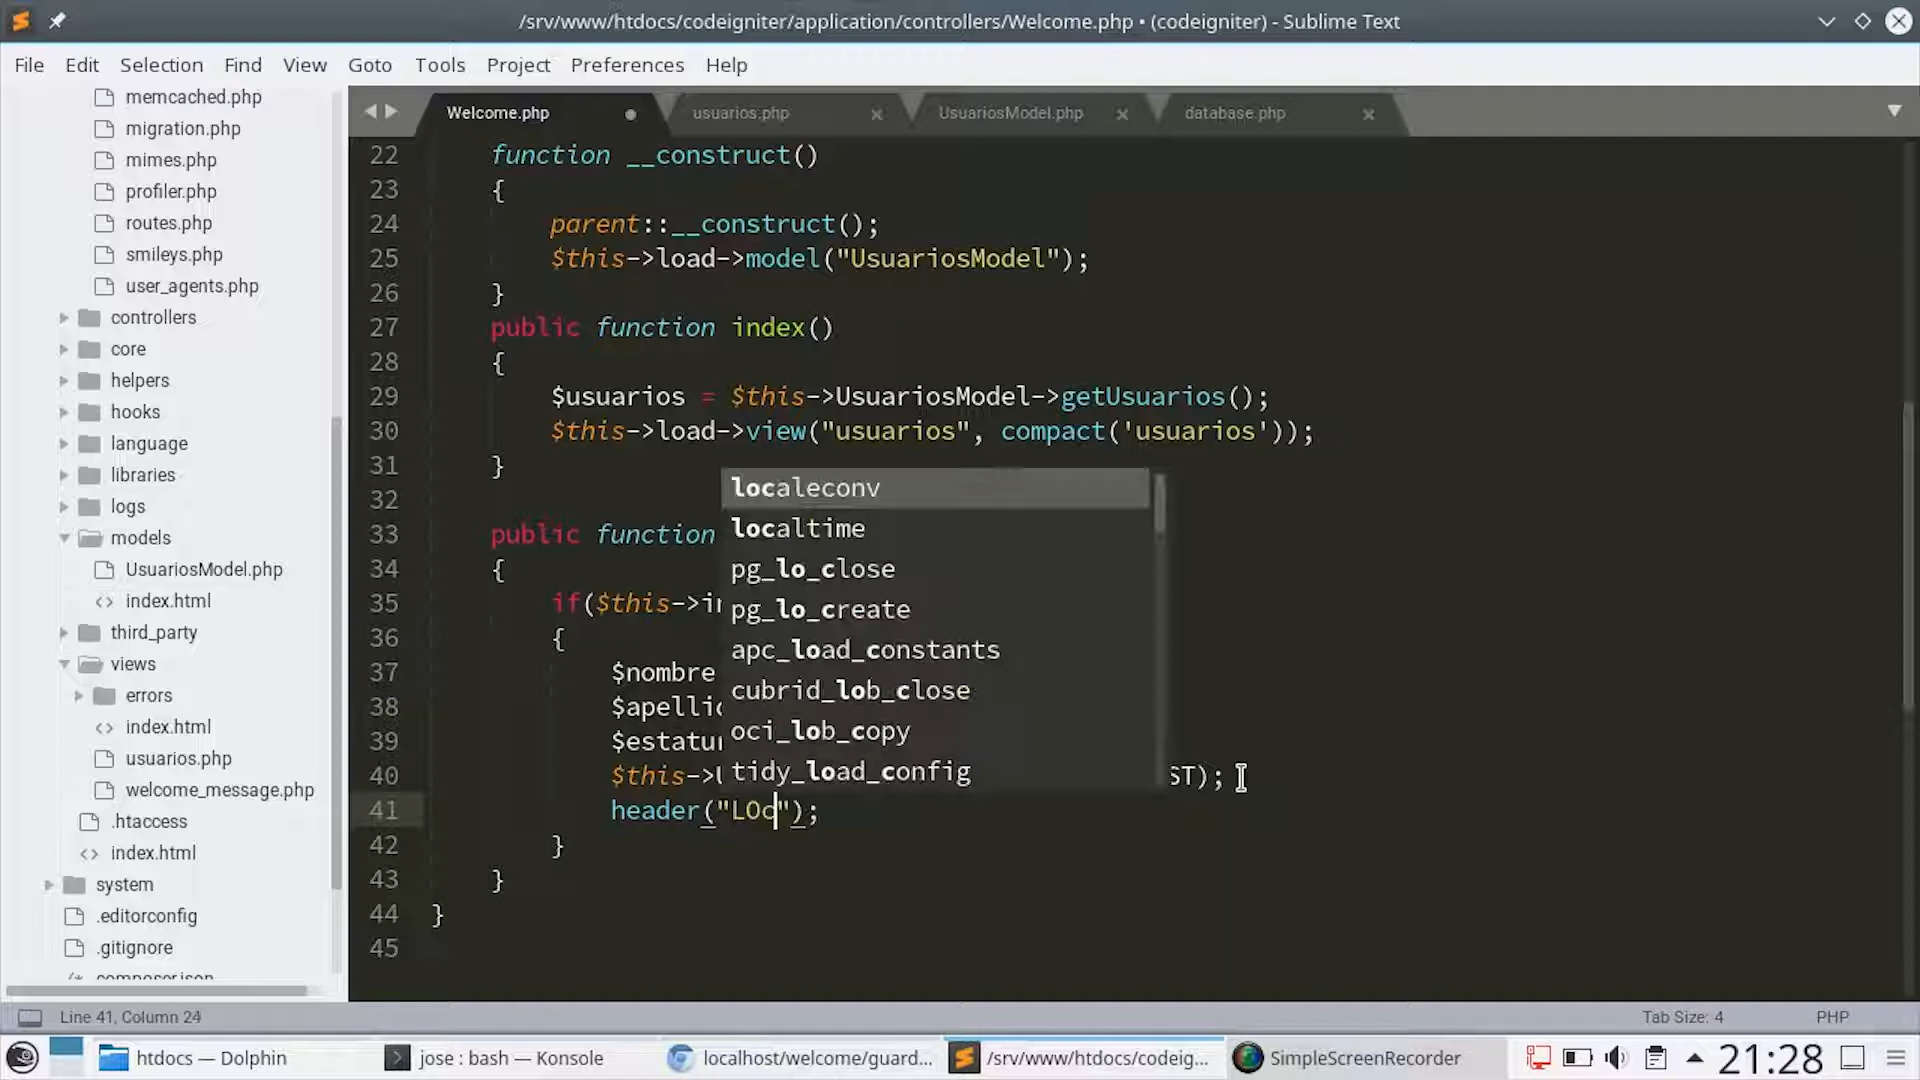 /srv/www/htdocs/codeigniter/application/controllers/Welcome.php • (codeigniter) - Sublime Text
File Edit Selection Find View Goto Tools Project Preferences Help
memcached.php
migration.php
mimes.php
profiler.php
routes.php
smileys.php
user_agents.php
controllers
core
helpers
hooks
language
libraries
logs
models
UsuariosModel.php
<> index.html
third_party
views
errors
<> index.html
usuarios.php
welcome_message.php
.htaccess
<> index.html
system
.editorconfig
.gitignore
composer.json
Welcome.php usuarios.php UsuariosModel.php database.php
22 function __construct()
23 {
24 parent::__construct();
25 $this->load->model("UsuariosModel");
26 }
27 public function index()
28 {
29 $usuarios = $this->UsuariosModel->getUsuarios();
30 $this->load->view("usuarios", compact('usuarios'));
31 }
32
33 public function
34 {
35 if($this->in
36 {
37 $nombre
38 $apellic
39 $estatur
40 $this->U ST);
41 header("LOc");
42 }
43 }
44 }
45
localeconv
localtime
pg_lo_close
pg_lo_create
apc_load_constants
cubrid_lob_close
oci_lob_copy
tidy_load_config
Line 41, Column 24 Tab Size: 4 PHP
htdocs — Dolphin jose : bash — Konsole localhost/welcome/guard... /srv/www/htdocs/codeig... SimpleScreenRecorder 21:28